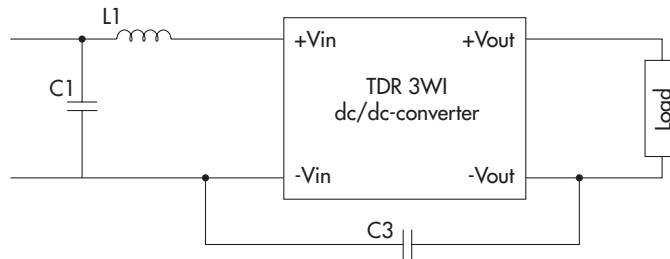 L1
+Vin
+Vout
C1
TDR 3WI
dc/dc-converter
Load
-Vin
-Vout
C3